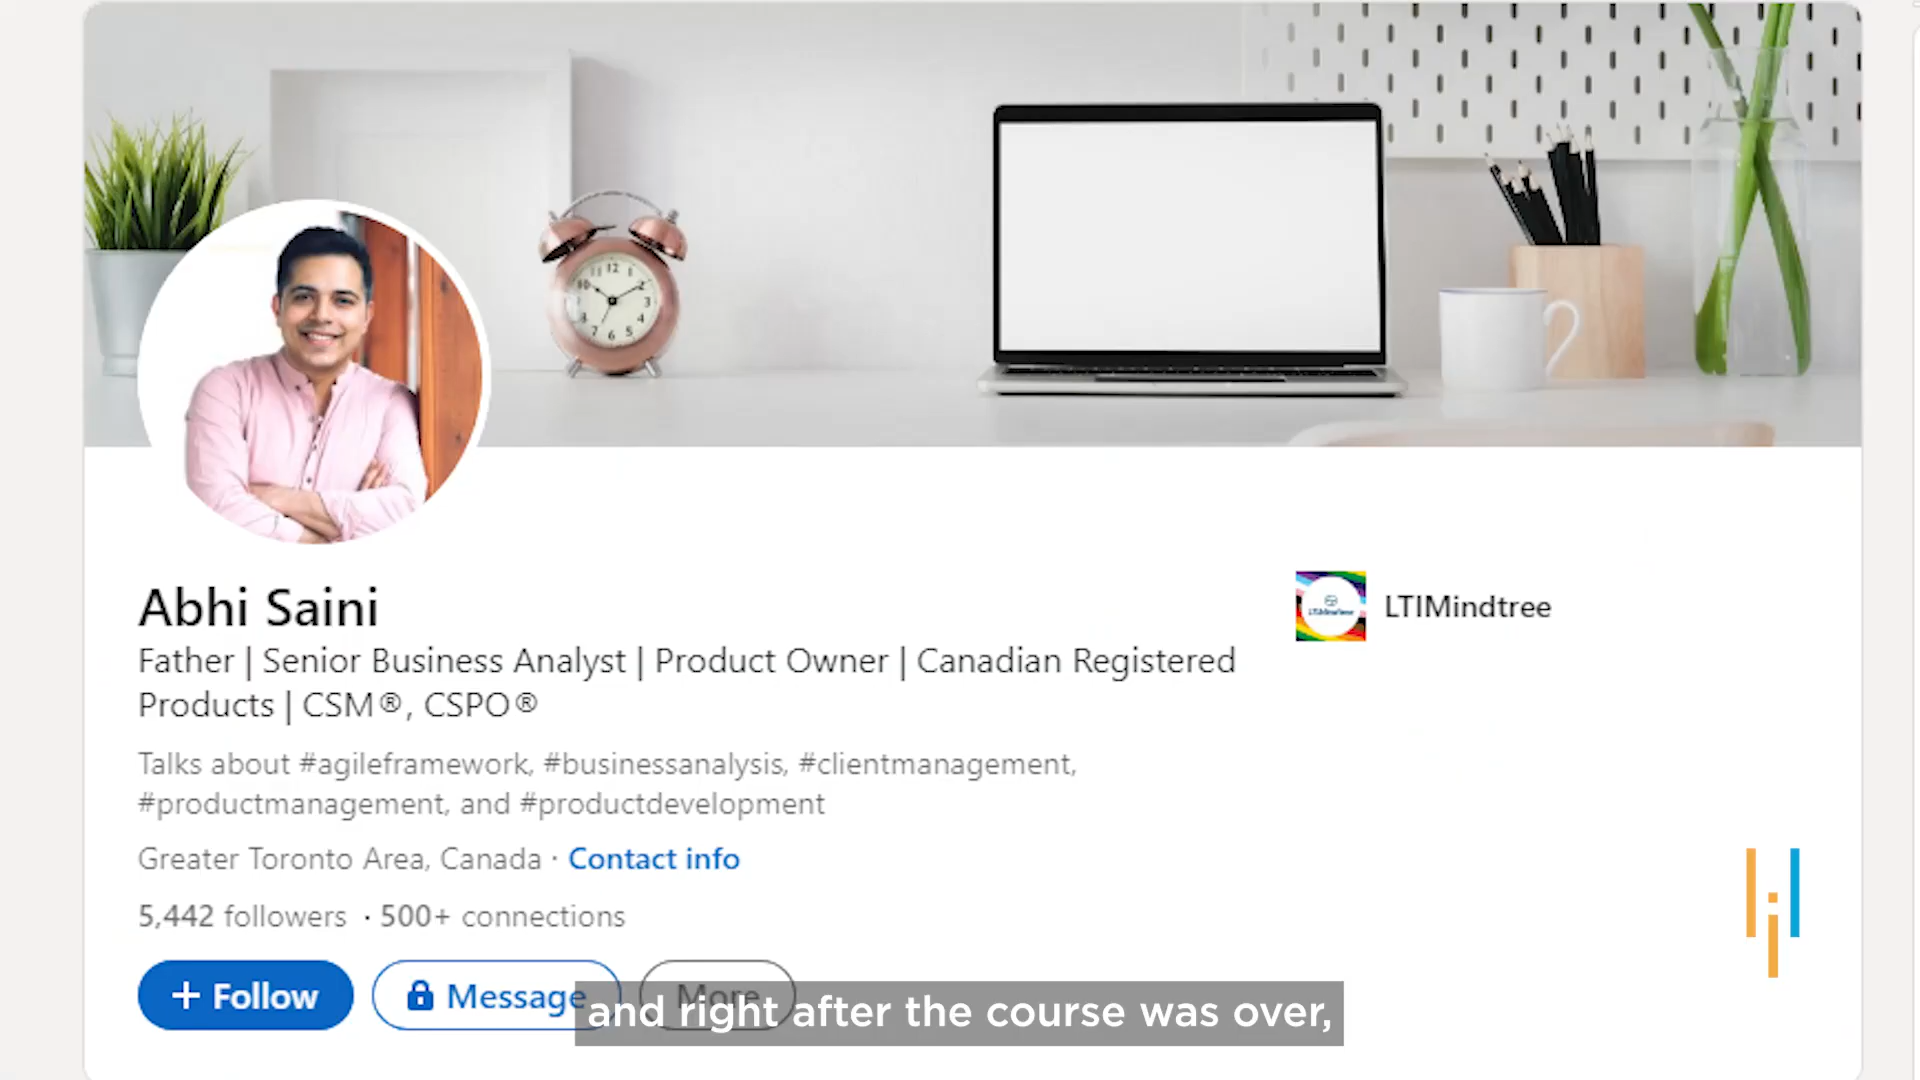 Abhi Saini
LTIMindtree
Father | Senior Business Analyst | Product Owner | Canadian Registered
Products | CSM®, CSPO®
Talks about #agileframework, #businessanalysis, #clientmanagement,
#productmanagement, and #productdevelopment
Greater Toronto Area, Canada · Contact info
5,442 followers · 500+ connections
+ Follow
Message
More
and right after the course was over,